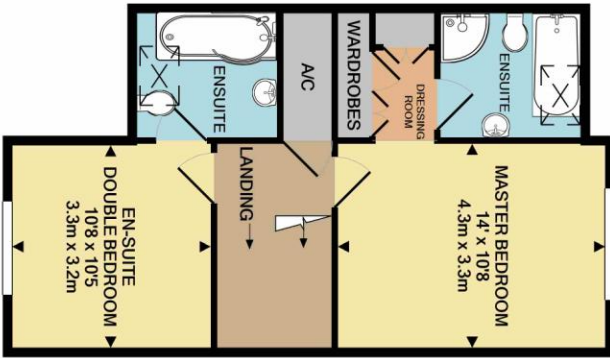 ENSUITE
A/C
WARDROBES
DRESSING
ROOM
ENSUITE
EN-SUITE
DOUBLE BEDROOM
10'8 x 10'5
3.3m x 3.2m
LANDING
MASTER BEDROOM
14' x 10'8
4.3m x 3.3m